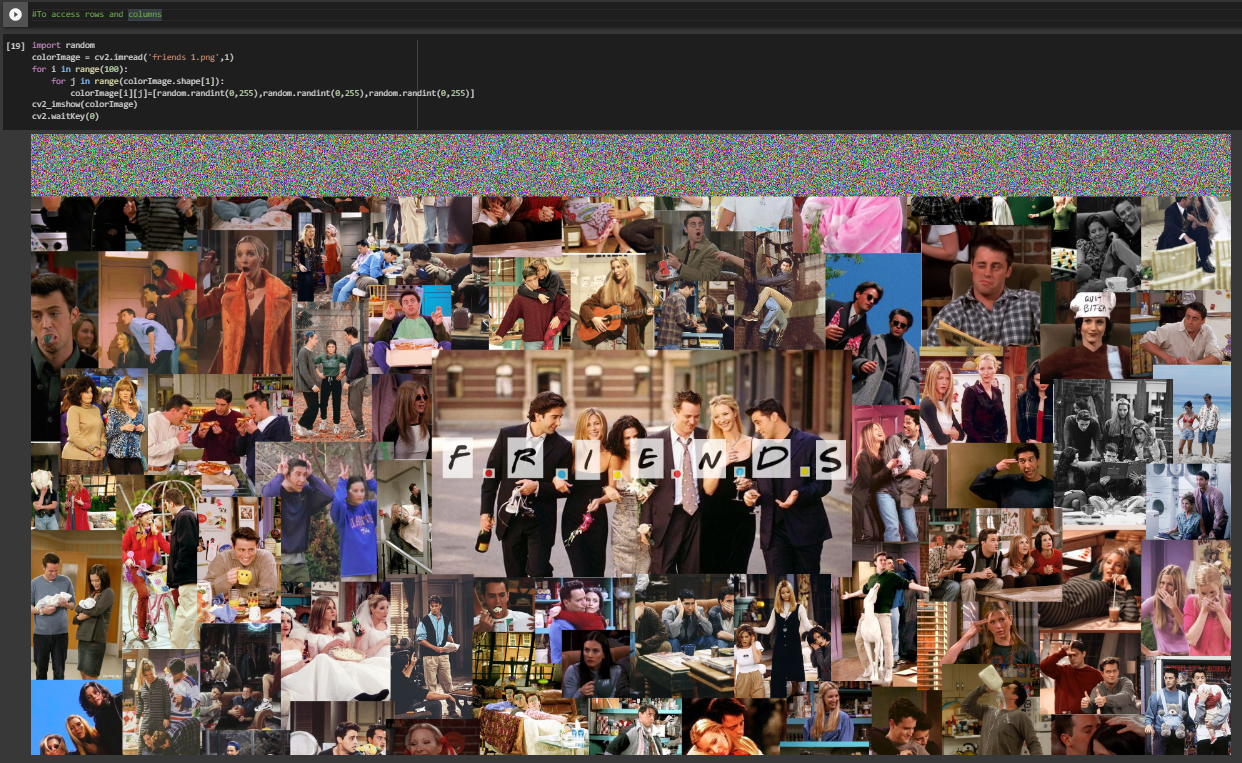 #To access rows and columns
[19] import random
colorImage = cv2.imread('friends 1.png',1)
for i in range(100):
    for j in range(colorImage.shape[1]):
        colorImage[i][j]=[random.randint(0,255),random.randint(0,255),random.randint(0,255)]
cv2_imshow(colorImage)
cv2.waitKey(0)
QUIT
BITCH
F.R.I.E.N.D.S